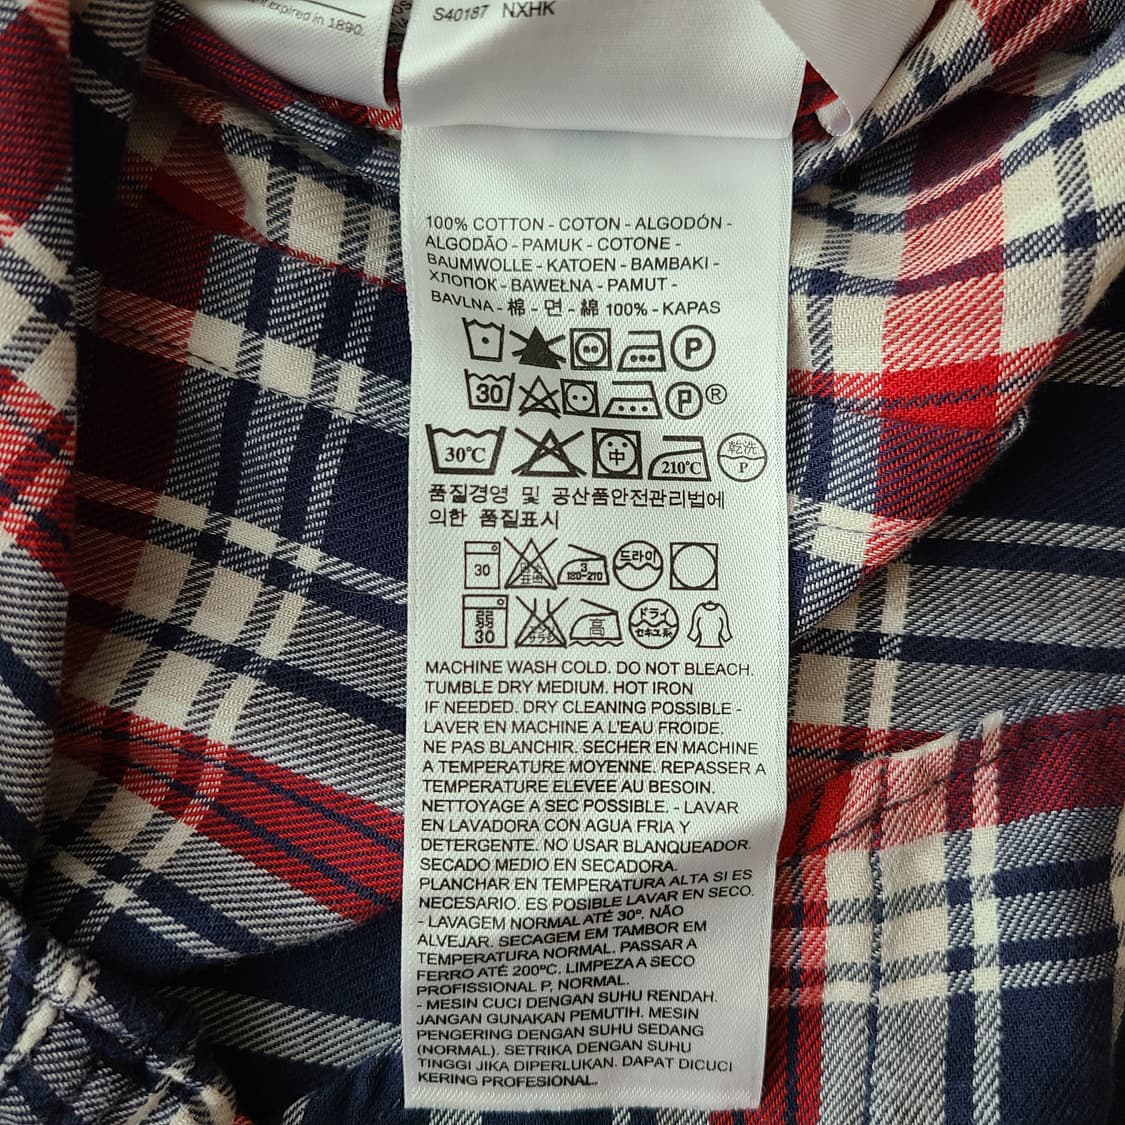 expired in 1890.
S40187 NXHK
100% COTTON - COTON - ALGODÓN -
ALGODÃO - PAMUK - COTONE -
BAUMWOLLE - KATOEN - BAMBAKI -
ХЛОПОК - BAWEŁNA - PAMUT -
BAVLNA - 棉 - 면 - 綿 100% - KAPAS
P
30 P ®
30°C 中 210°C 乾洗 P
품질경영 및 공산품안전관리법에
의한 품질표시
30 3 180~210 드라이
弱 30 高 ドライ セキユ系
MACHINE WASH COLD. DO NOT BLEACH.
TUMBLE DRY MEDIUM. HOT IRON
IF NEEDED. DRY CLEANING POSSIBLE -
LAVER EN MACHINE A L'EAU FROIDE.
NE PAS BLANCHIR. SECHER EN MACHINE
A TEMPERATURE MOYENNE. REPASSER A
TEMPERATURE ELEVEE AU BESOIN.
NETTOYAGE A SEC POSSIBLE. - LAVAR
EN LAVADORA CON AGUA FRIA Y
DETERGENTE. NO USAR BLANQUEADOR.
SECADO MEDIO EN SECADORA.
PLANCHAR EN TEMPERATURA ALTA SI ES
NECESARIO. ES POSIBLE LAVAR EN SECO.
- LAVAGEM NORMAL ATÉ 30º. NÃO
ALVEJAR. SECAGEM EM TAMBOR EM
TEMPERATURA NORMAL. PASSAR A
FERRO ATÉ 200ºC. LIMPEZA A SECO
PROFISSIONAL P, NORMAL.
- MESIN CUCI DENGAN SUHU RENDAH.
JANGAN GUNAKAN PEMUTIH. MESIN
PENGERING DENGAN SUHU SEDANG
(NORMAL). SETRIKA DENGAN SUHU
TINGGI JIKA DIPERLUKAN. DAPAT DICUCI
KERING PROFESIONAL.